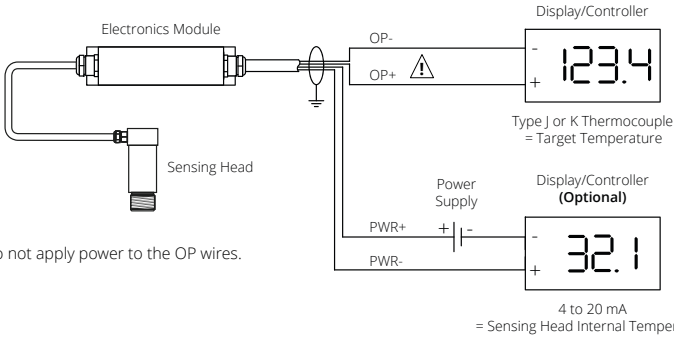 Display/Controller
Electronics Module
OP-
OP+
-
+
123.4
Type J or K Thermocouple
= Target Temperature
Sensing Head
Power
Supply
Display/Controller
(Optional)
PWR+
+
-
PWR-
-
+
32.1
not apply power to the OP wires.
4 to 20 mA
= Sensing Head Internal